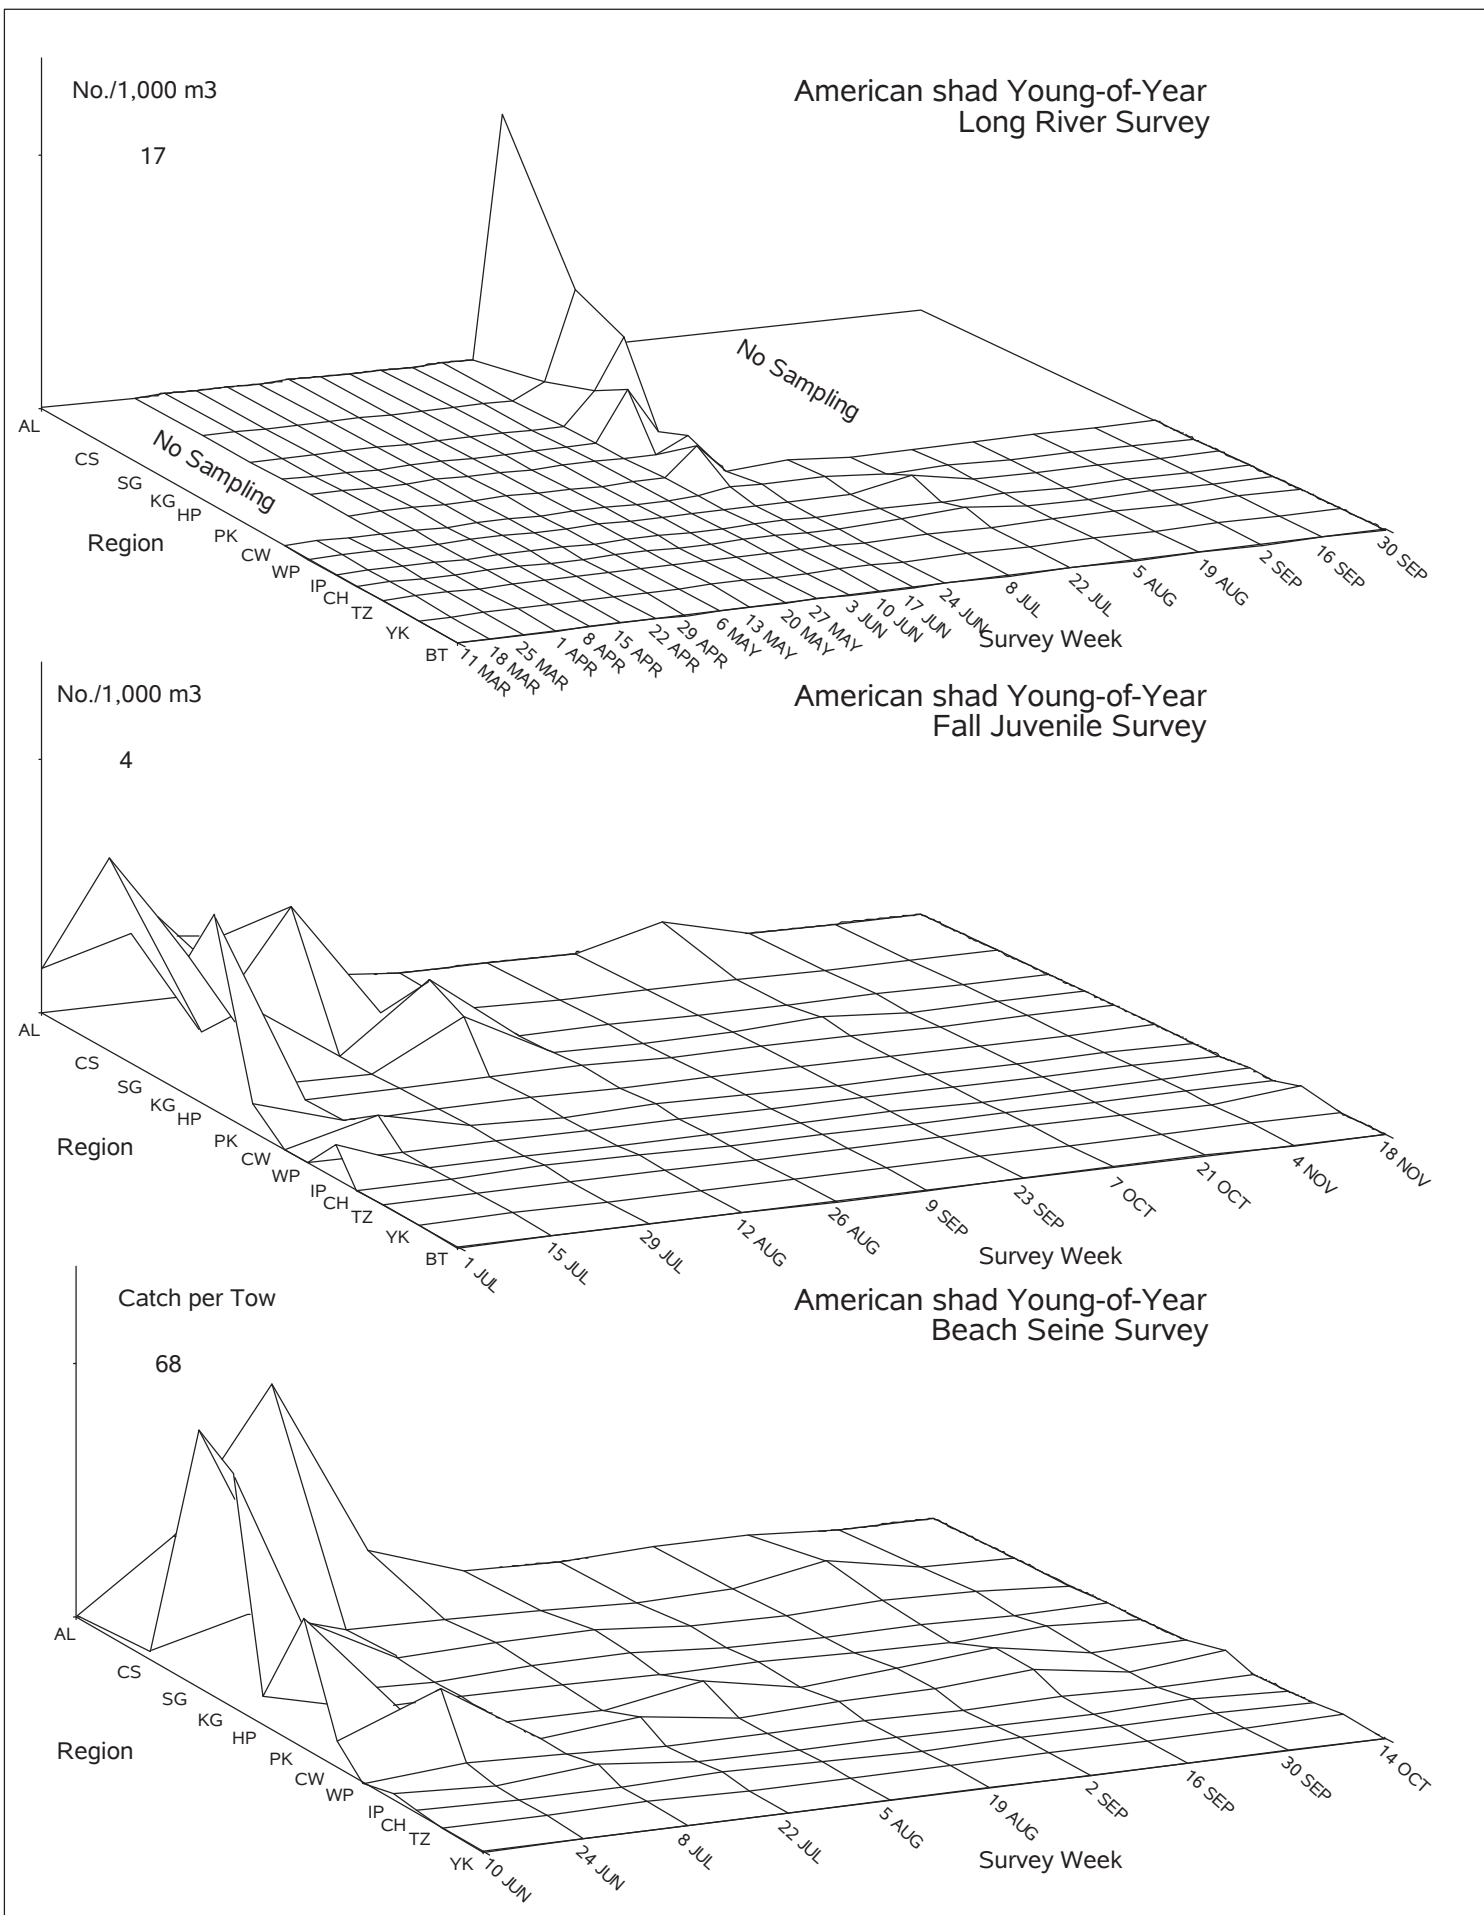 No./1,000 m3
American shad Young-of-Year
Long River Survey
17
No Sampling
No Sampling
AL
CS
SG
KG
HP
PK
CW
WP
IP
CH
TZ
YK
BT
Region
11 MAR
18 MAR
25 MAR
1 APR
8 APR
15 APR
22 APR
29 APR
6 MAY
13 MAY
20 MAY
27 MAY
3 JUN
10 JUN
17 JUN
24 JUN
8 JUL
22 JUL
5 AUG
19 AUG
2 SEP
16 SEP
30 SEP
Survey Week
No./1,000 m3
American shad Young-of-Year
Fall Juvenile Survey
4
AL
CS
SG
KG
HP
PK
CW
WP
IP
CH
TZ
YK
BT
Region
1 JUL
15 JUL
29 JUL
12 AUG
26 AUG
9 SEP
23 SEP
7 OCT
21 OCT
4 NOV
18 NOV
Survey Week
Catch per Tow
American shad Young-of-Year
Beach Seine Survey
68
AL
CS
SG
KG
HP
PK
CW
WP
IP
CH
TZ
YK
Region
10 JUN
24 JUN
8 JUL
22 JUL
5 AUG
19 AUG
2 SEP
16 SEP
30 SEP
14 OCT
Survey Week